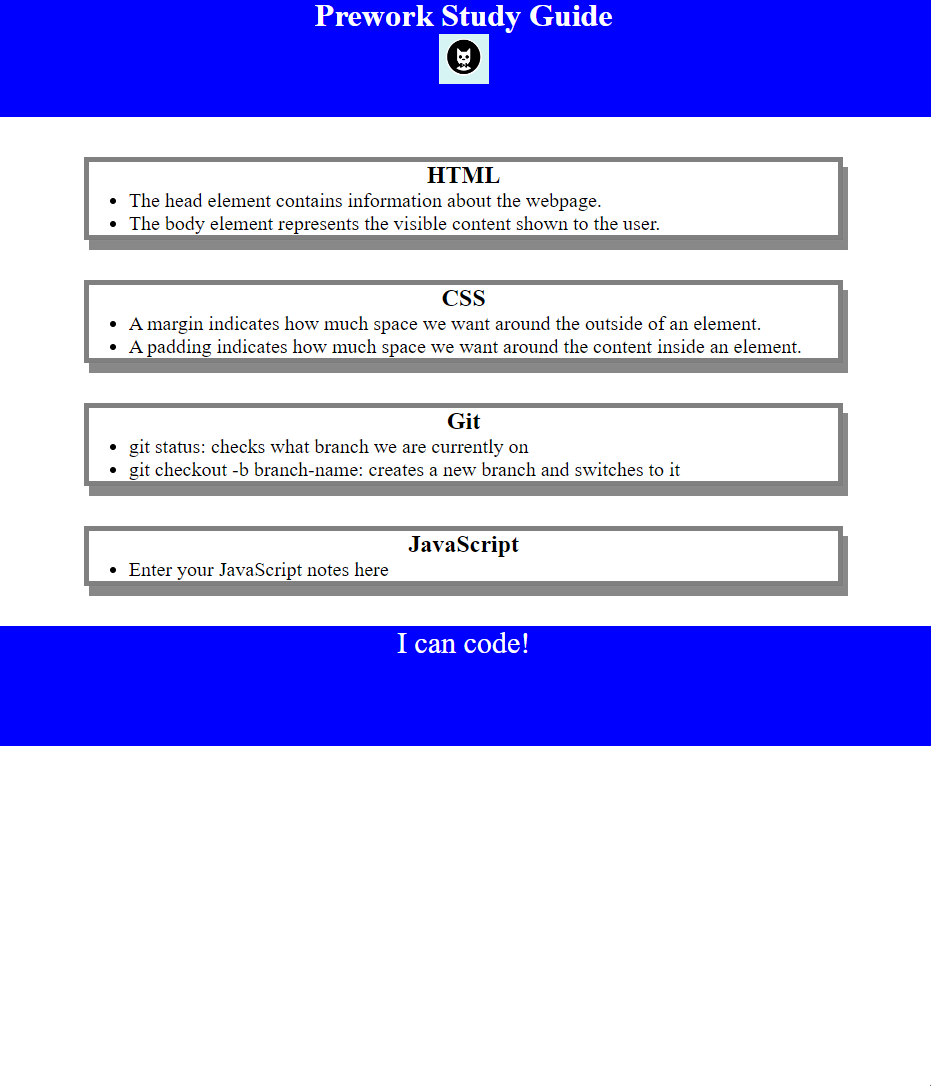 Prework Study Guide
HTML
• The head element contains information about the webpage.
• The body element represents the visible content shown to the user.
CSS
• A margin indicates how much space we want around the outside of an element.
• A padding indicates how much space we want around the content inside an element.
Git
• git status: checks what branch we are currently on
• git checkout -b branch-name: creates a new branch and switches to it
JavaScript
• Enter your JavaScript notes here
I can code!